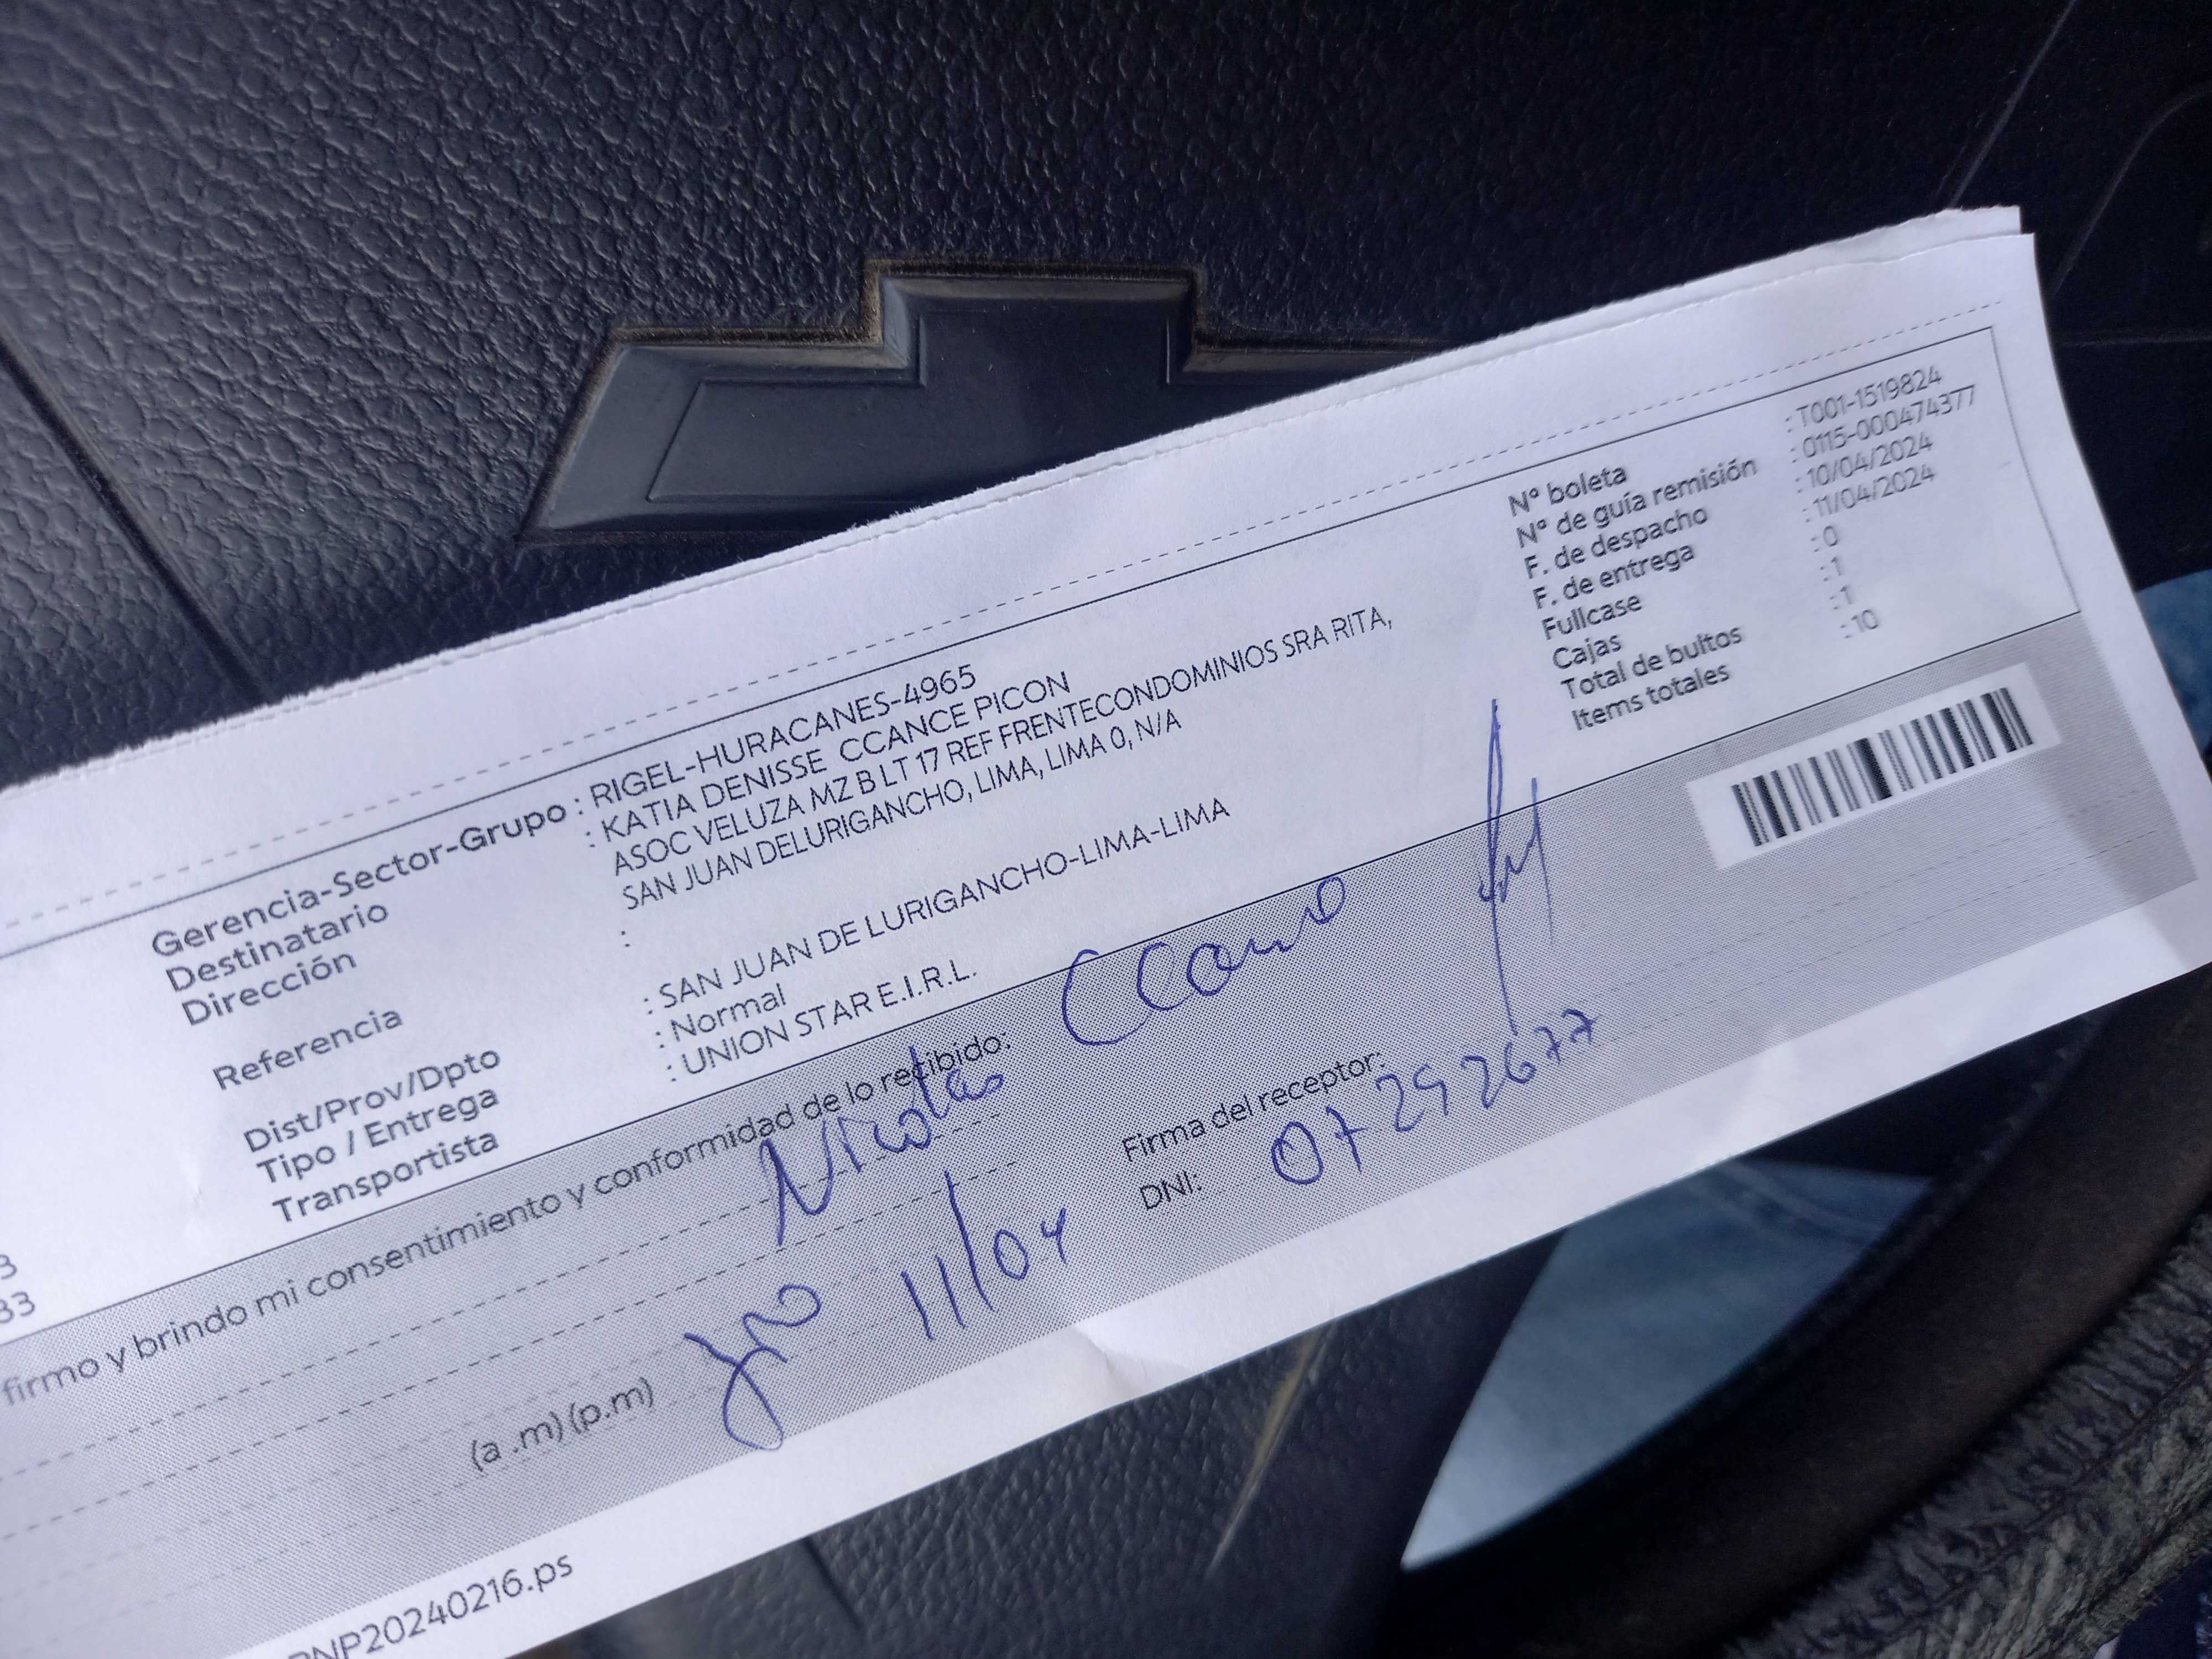 Gerencia-Sector-Grupo : RIGEL-HURACANES-4965
Destinatario : KATIA DENISSE CCANCE PICON
Dirección ASOC VELUZA MZ B LT 17 REF FRENTECONDOMINIOS SRA RITA,
SAN JUAN DELURIGANCHO, LIMA, LIMA 0, N/A
Referencia :
Dist/Prov/Dpto : SAN JUAN DE LURIGANCHO-LIMA-LIMA
Tipo / Entrega : Normal
Transportista : UNION STAR E.I.R.L.
N° boleta : T001-1519824
N° de guía remisión : 0115-000474377
F. de despacho : 10/04/2024
F. de entrega : 11/04/2024
Fullcase : 0
Cajas : 1
Total de bultos : 1
Items totales : 10
3
33
firmo y brindo mi consentimiento y conformidad de lo recibido:
Nicolas
Firma del receptor:
(a .m) (p.m) 11/04
DNI: 07292677
PNP20240216.ps